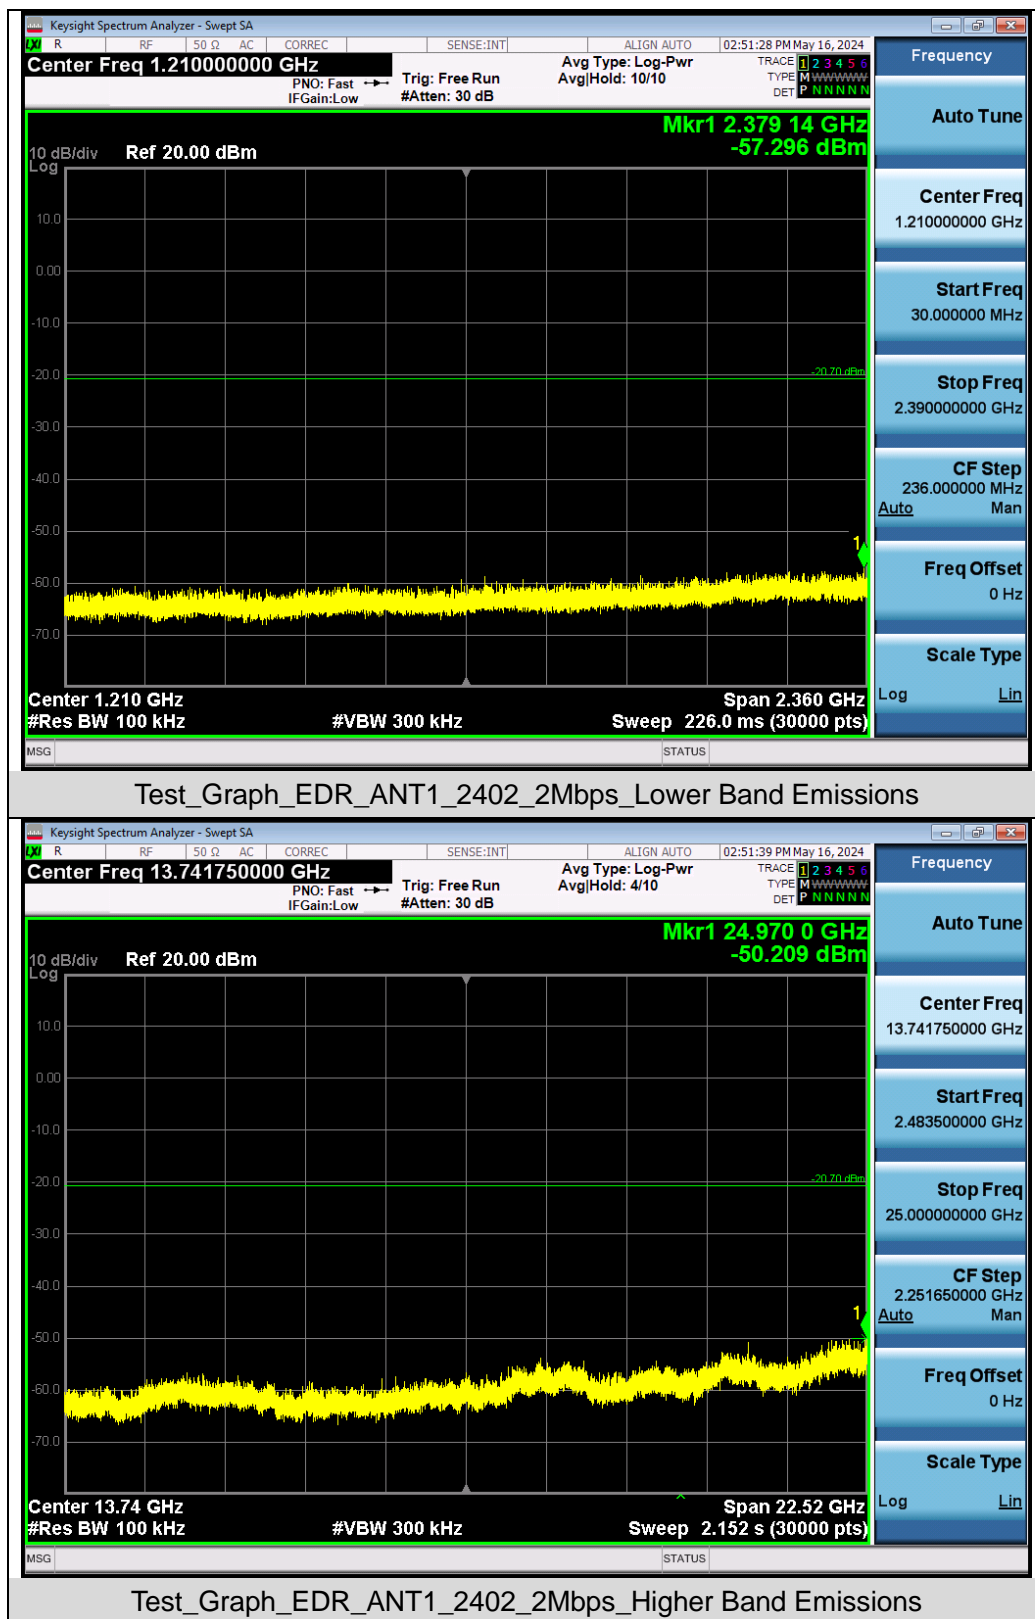 Keysight Spectrum Analyzer - Swept SA
LXI R RF 50 Ω AC CORREC SENSE:INT ALIGN AUTO 02:51:28 PM May 16, 2024
Center Freq 1.210000000 GHz Avg Type: Log-Pwr TRACE 1 2 3 4 5 6
PNO: Fast Trig: Free Run Avg|Hold: 10/10 TYPE M WWWWW
IFGain:Low #Atten: 30 dB DET P N N N N N
Frequency
Mkr1 2.379 14 GHz
-57.296 dBm
10 dB/div Ref 20.00 dBm
Log
10.0
0.00
-10.0
-20.0
-20.70 dBm
-30.0
-40.0
-50.0
1
-60.0
-70.0
Center 1.210 GHz Span 2.360 GHz
#Res BW 100 kHz #VBW 300 kHz Sweep 226.0 ms (30000 pts)
MSG STATUS
Auto Tune
Center Freq
1.210000000 GHz
Start Freq
30.000000 MHz
Stop Freq
2.390000000 GHz
CF Step
236.000000 MHz
Auto Man
Freq Offset
0 Hz
Scale Type
Log Lin
Test_Graph_EDR_ANT1_2402_2Mbps_Lower Band Emissions
Keysight Spectrum Analyzer - Swept SA
LXI R RF 50 Ω AC CORREC SENSE:INT ALIGN AUTO 02:51:39 PM May 16, 2024
Center Freq 13.741750000 GHz Avg Type: Log-Pwr TRACE 1 2 3 4 5 6
PNO: Fast Trig: Free Run Avg|Hold: 4/10 TYPE M WWWWW
IFGain:Low #Atten: 30 dB DET P N N N N N
Frequency
Mkr1 24.970 0 GHz
-50.209 dBm
10 dB/div Ref 20.00 dBm
Log
10.0
0.00
-10.0
-20.0
-20.70 dBm
-30.0
-40.0
-50.0
1
-60.0
-70.0
Center 13.74 GHz Span 22.52 GHz
#Res BW 100 kHz #VBW 300 kHz Sweep 2.152 s (30000 pts)
MSG STATUS
Auto Tune
Center Freq
13.741750000 GHz
Start Freq
2.483500000 GHz
Stop Freq
25.000000000 GHz
CF Step
2.251650000 GHz
Auto Man
Freq Offset
0 Hz
Scale Type
Log Lin
Test_Graph_EDR_ANT1_2402_2Mbps_Higher Band Emissions